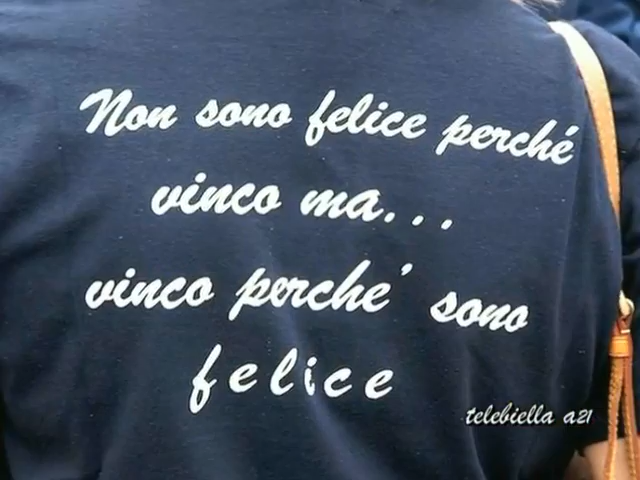 Non sono felice perché
vinco ma...
vinco perche' sono
felice
telebiella a21